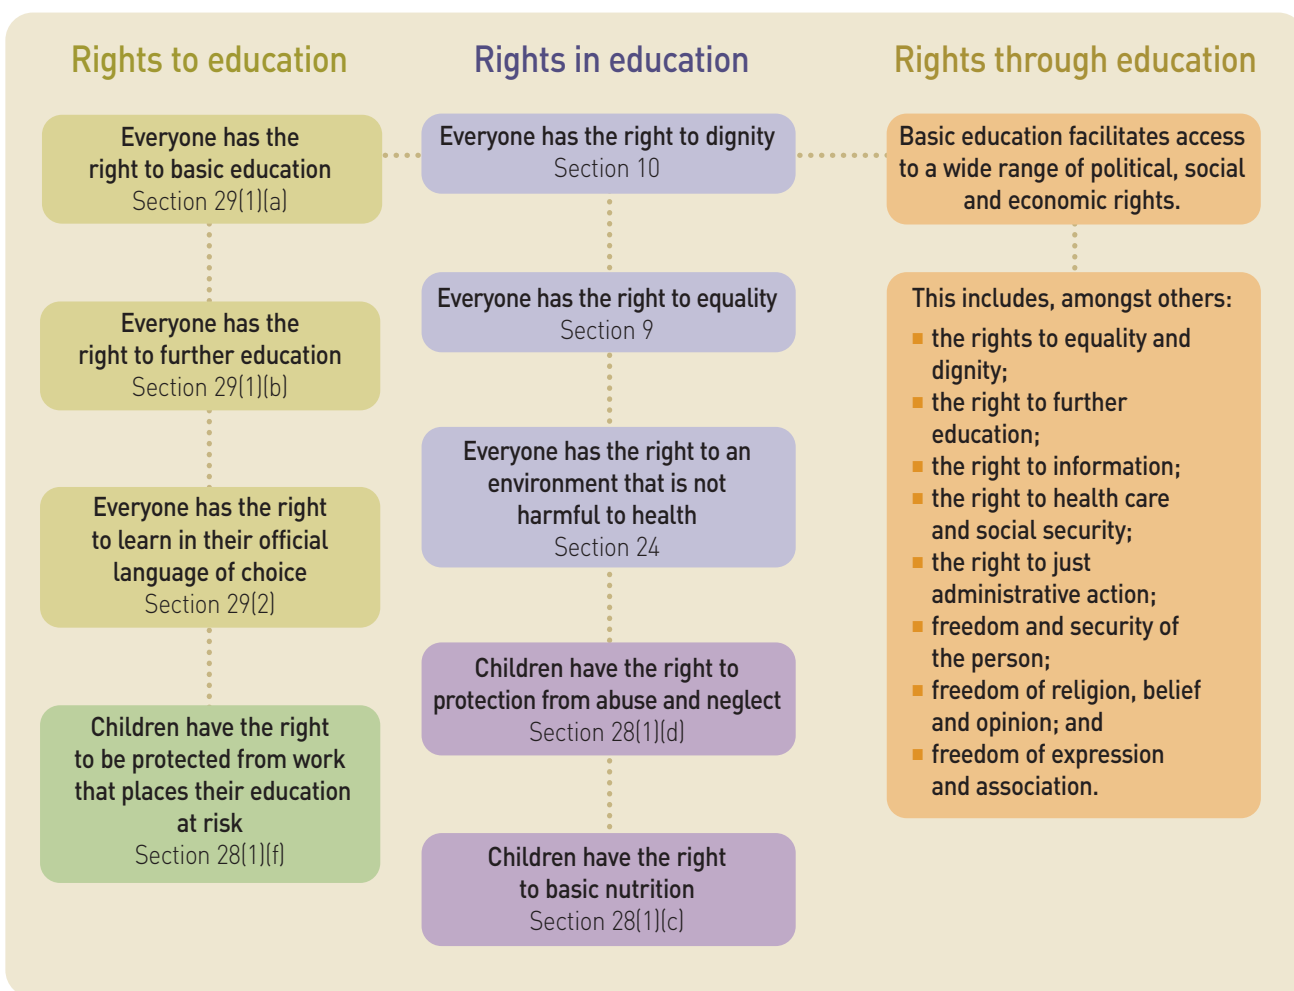 Rights to education
Everyone has the
right to basic education
Section 29(1)(a)
Everyone has the
right to further education
Section 29(1)(b)
Everyone has the right
to learn in their official
language of choice
Section 29(2)
Children have the right
to be protected from work
that places their education
at risk
Section 28(1)(f)
Rights in education
Everyone has the right to dignity
Section 10
Everyone has the right to equality
Section 9
Everyone has the right to an
environment that is not
harmful to health
Section 24
Children have the right to
protection from abuse and neglect
Section 28(1)(d)
Children have the right
to basic nutrition
Section 28(1)(c)
Rights through education
Basic education facilitates access
to a wide range of political, social
and economic rights.
This includes, amongst others:
■ the rights to equality and
dignity;
■ the right to further
education;
■ the right to information;
■ the right to health care
and social security;
■ the right to just
administrative action;
■ freedom and security of
the person;
■ freedom of religion, belief
and opinion; and
■ freedom of expression
and association.